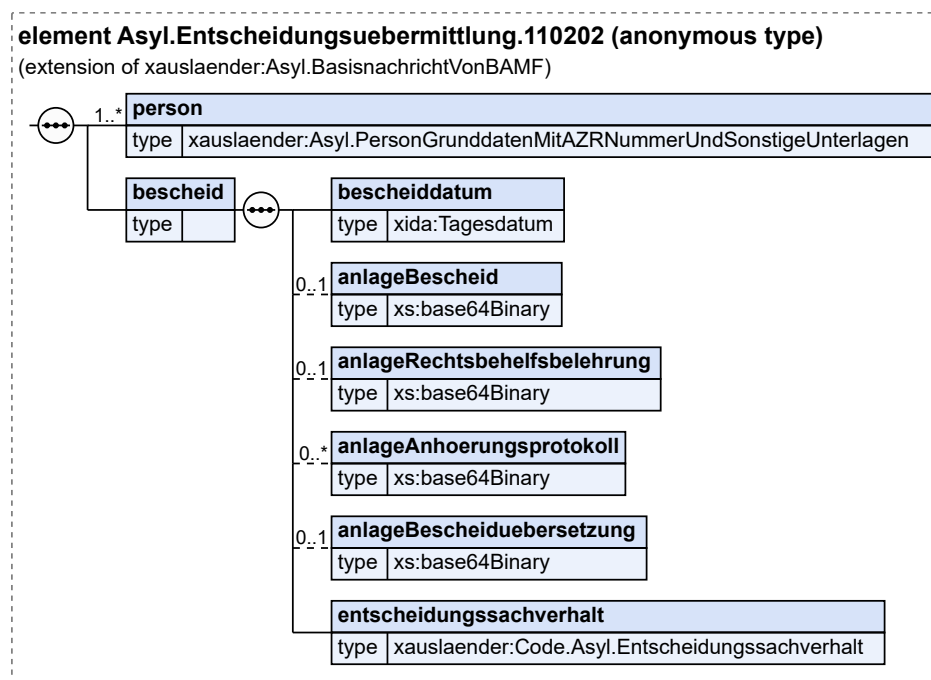 element Asyl.Entscheidungsuebermittlung.110202 (anonymous type)
(extension of xauslaender:Asyl.BasisnachrichtVonBAMF)
1..* person
type xauslaender:Asyl.PersonGrunddatenMitAZRNummerUndSonstigeUnterlagen
bescheid bescheiddatum
type type xida:Tagesdatum
0..1 anlageBescheid
type xs:base64Binary
0..1 anlageRechtsbehelfsbelehrung
type xs:base64Binary
0..* anlageAnhoerungsprotokoll
type xs:base64Binary
0..1 anlageBescheiduebersetzung
type xs:base64Binary
entscheidungssachverhalt
type xauslaender:Code.Asyl.Entscheidungssachverhalt